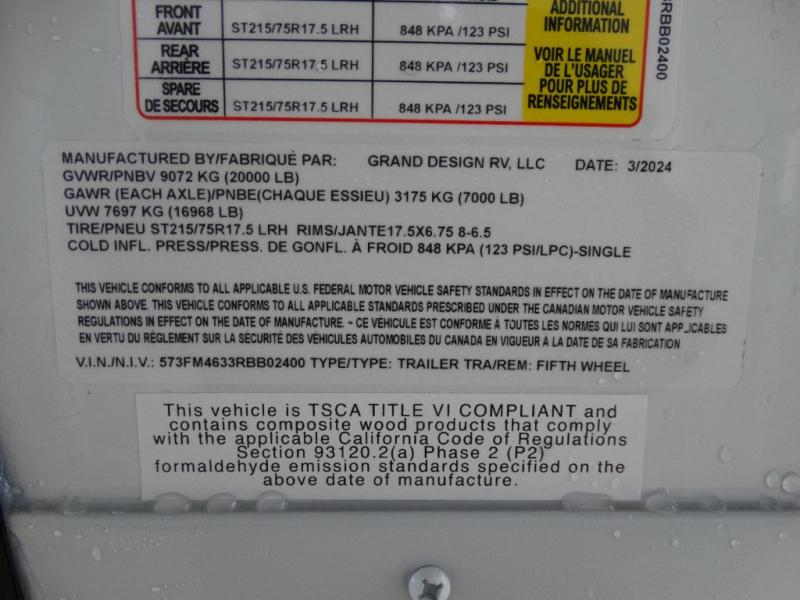 ADDITIONAL
INFORMATION
FRONT
AVANT
ST215/75R17.5 LRH
848 KPA /123 PSI
REAR
ARRIÈRE
ST215/75R17.5 LRH
848 KPA /123 PSI
SPARE
DE SECOURS
ST215/75R17.5 LRH
848 KPA /123 PSI
VOIR LE MANUEL
DE L'USAGER
POUR PLUS DE
RENSEIGNEMENTS
RBB02400
MANUFACTURED BY/FABRIQUÉ PAR: GRAND DESIGN RV, LLC DATE: 3/2024
GVWR/PNBV 9072 KG (20000 LB)
GAWR (EACH AXLE)/PNBE(CHAQUE ESSIEU) 3175 KG (7000 LB)
UVW 7697 KG (16968 LB)
TIRE/PNEU ST215/75R17.5 LRH RIMS/JANTE17.5X6.75 8-6.5
COLD INFL. PRESS/PRESS. DE GONFL. À FROID 848 KPA (123 PSI/LPC)-SINGLE
THIS VEHICLE CONFORMS TO ALL APPLICABLE U.S. FEDERAL MOTOR VEHICLE SAFETY STANDARDS IN EFFECT ON THE DATE OF MANUFACTURE
SHOWN ABOVE. THIS VEHICLE CONFORMS TO ALL APPLICABLE STANDARDS PRESCRIBED UNDER THE CANADIAN MOTOR VEHICLE SAFETY
REGULATIONS IN EFFECT ON THE DATE OF MANUFACTURE. ~ CE VÉHICULE EST CONFORME À TOUTES LES NORMES QUI LUI SONT APPLICABLES
EN VERTU DU RÈGLEMENT SUR LA SÉCURITÉ DES VÉHICULES AUTOMOBILES DU CANADA EN VIGUEUR À LA DATE DE SA FABRICATION
V.I.N./N.I.V.: 573FM4633RBB02400 TYPE/TYPE: TRAILER TRA/REM: FIFTH WHEEL
This vehicle is TSCA TITLE VI COMPLIANT and
contains composite wood products that comply
with the applicable California Code of Regulations
Section 93120.2(a) Phase 2 (P2)
formaldehyde emission standards specified on the
above date of manufacture.